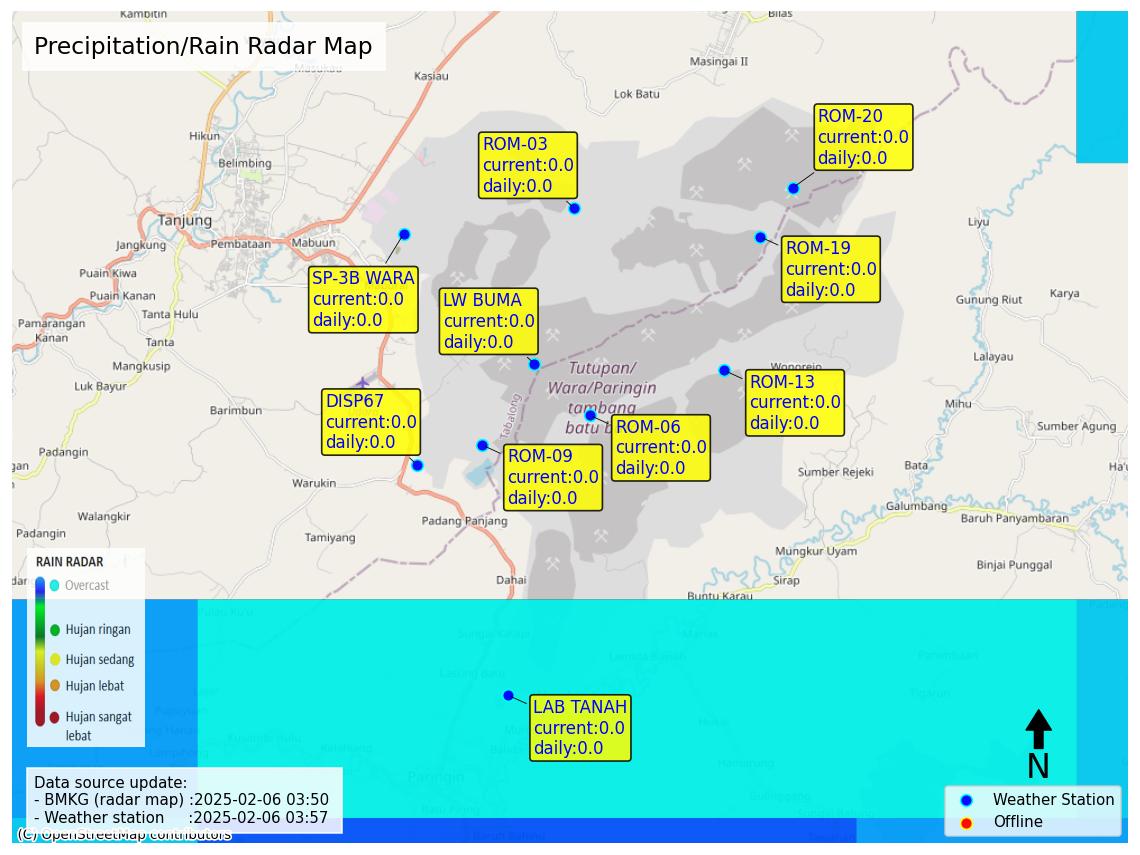 Kambitin
Bilas
Precipitation/Rain Radar Map
Masukau
Kasiau
Masingai II
Lok Batu
ROM-20
current:0.0
daily:0.0
Hikun
ROM-03
current:0.0
daily:0.0
Belimbing
Tanjung
Liyu
Jangkung
Pembataan
Mabuun
ROM-19
current:0.0
daily:0.0
Puain Kiwa
SP-3B WARA
current:0.0
daily:0.0
Puain Kanan
LW BUMA
current:0.0
daily:0.0
Gunung Riut
Karya
Tanta Hulu
Pamarangan
Kanan
Tanta
Lalayau
Mangkusip
Tutupan/
Wara/Paringin
tambang
batu b
Wonorejo
ROM-13
current:0.0
daily:0.0
Luk Bayur
DISP67
current:0.0
daily:0.0
Barimbun
Tabalong
Mihu
ROM-06
current:0.0
daily:0.0
Sumber Agung
Padangin
ROM-09
current:0.0
daily:0.0
gan
Bata
Ha'u
Sumber Rejeki
Warukin
Galumbang
Walangkir
Padang Panjang
Baruh Panyambaran
Padangin
Tamiyang
Mungkur Uyam
Binjai Punggal
Dahai
Sirap
Buntu Karau
RAIN RADAR
Overcast
Hujan ringan
Hujan sedang
Hujan lebat
Hujan sangat
lebat
LAB TANAH
current:0.0
daily:0.0
Paringin
N
Data source update:
- BMKG (radar map) :2025-02-06 03:50
- Weather station :2025-02-06 03:57
(C) OpenStreetMap contributors
Weather Station
Offline